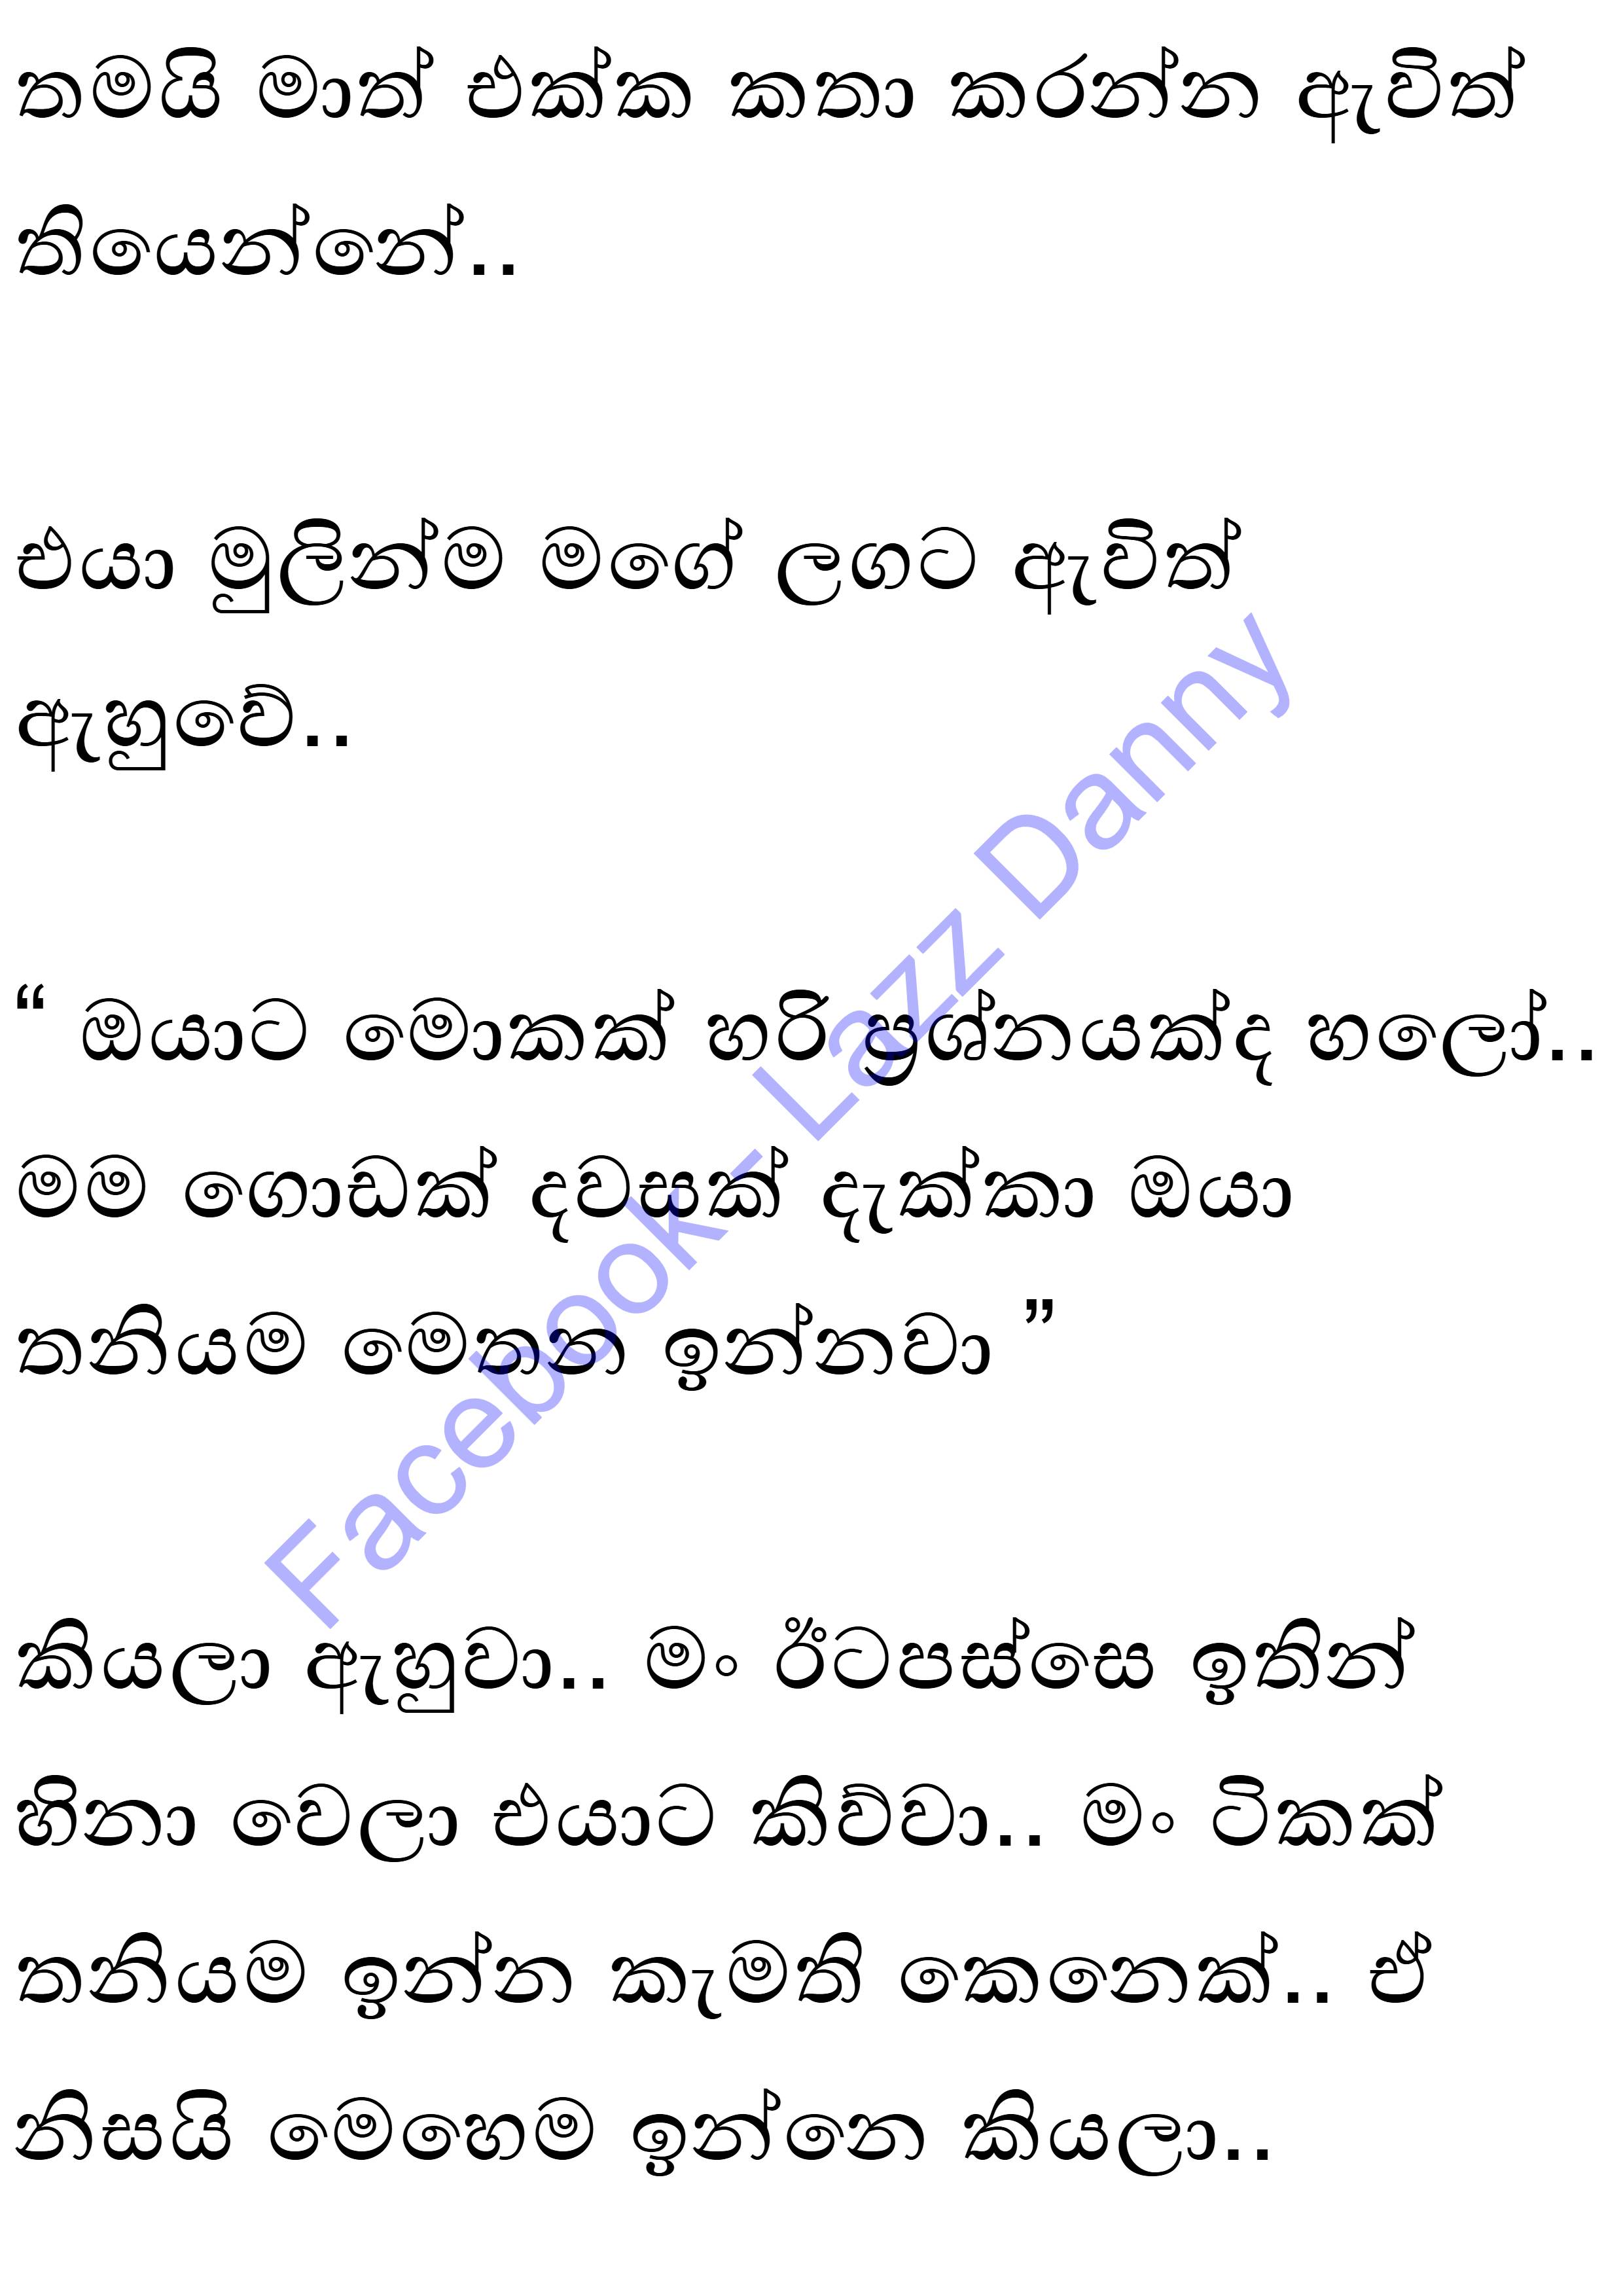 තමයි මාත් එක්ක කතා කරන්න ඇවිත්
තියෙන්නේ..
එයා මුලින්ම මගේ ලගට ඇවිත්
ඇහුවේ..
“ ඔයාට මොකක් හරි ප්‍රශ්නයක්ද හලෝ..
මම ගොඩක් දවසක් දැක්කා ඔයා
තනියම මෙතන ඉන්නවා ”
කියලා ඇහුවා.. මං ඊටපස්සෙ ඉතින්
හිනා වෙලා එයාට කිව්වා.. මං ටිකක්
තනියම ඉන්න කැමති කෙනෙක්.. ඒ
නිසයි මෙහෙම ඉන්නෙ කියලා..
Facebook - Lazz Danny